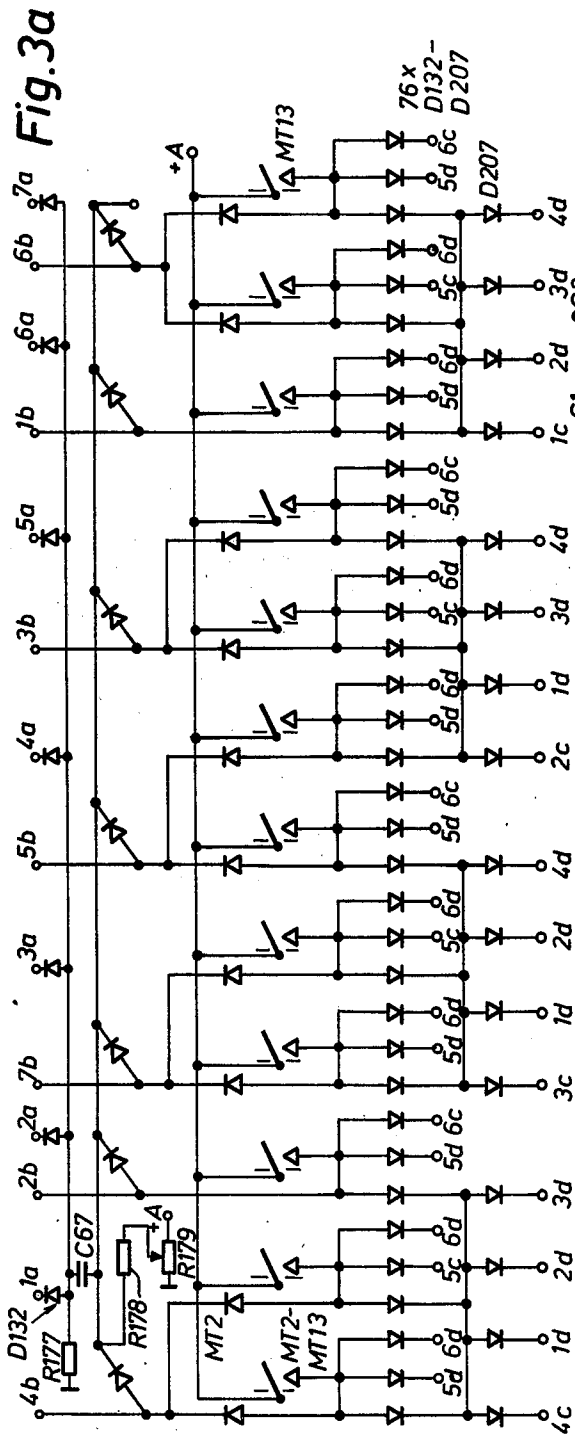 Fig.3a
4b 1a 2b 2a 7b 3a 5b 4a 3b 5a 1b 6a 6b 7a
D132
R177
C67
R178
+A
R179
+A
MT2
MT2-
MT13
MT13
76x
D132-
D207
5d 6d 5c 6d 5d 6c 5d 6d 5c 6d 5d 6c 5d 6d 5c 6d 5d 6c 5d 6d 5c 6d 5d 6c
D207
4c 1d 2d 3d 3c 1d 2d 4d 2c 1d 3d 4d 1c 2d 3d 4d